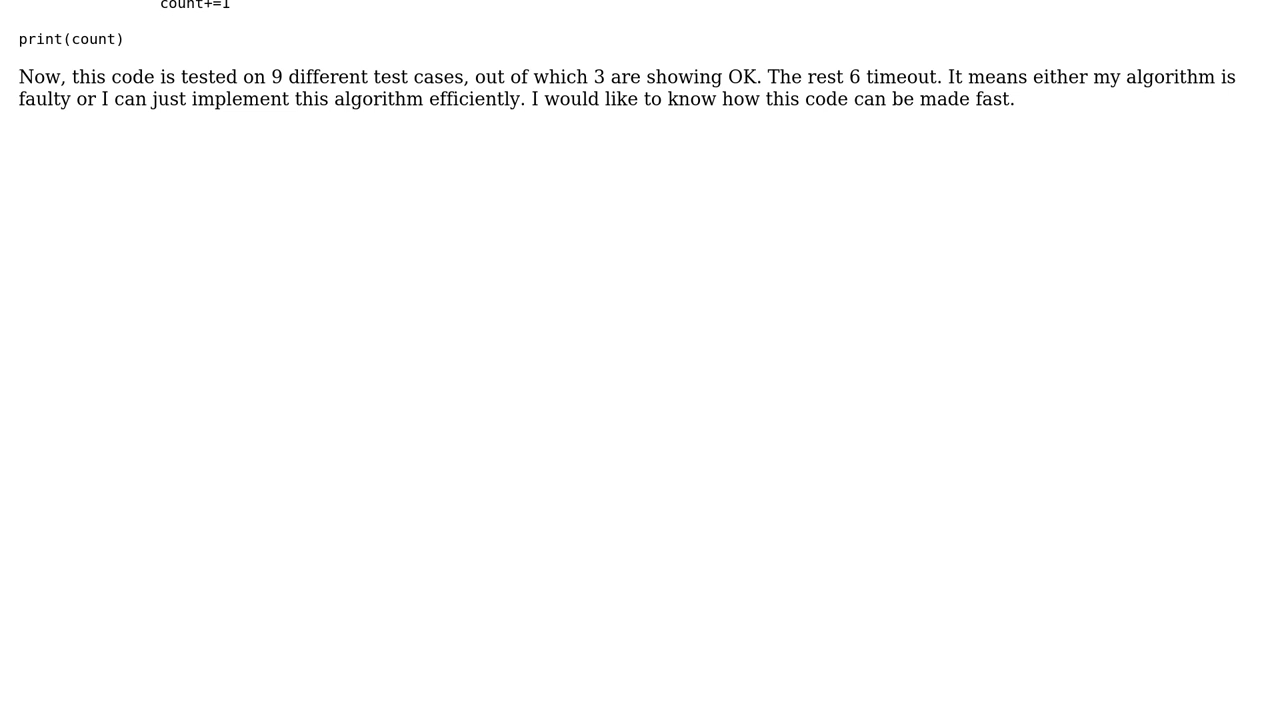 count+=1
print(count)
Now, this code is tested on 9 different test cases, out of which 3 are showing OK. The rest 6 timeout. It means either my algorithm is
faulty or I can just implement this algorithm efficiently. I would like to know how this code can be made fast.